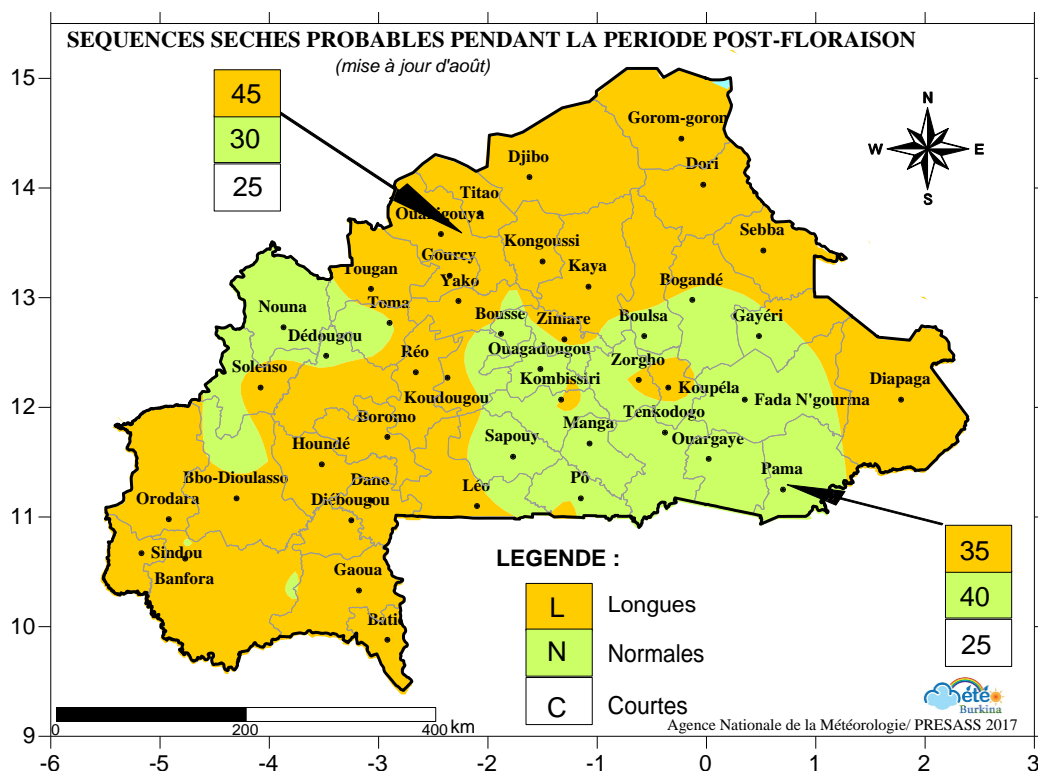 SEQUENCES SECHES PROBABLES PENDANT LA PERIODE POST-FLORAISON
(mise à jour d'août)
15
14
13
12
11
10
9
45
30
25
N
W E
S
Gorom-goron
Dori
Djibo
Titao
Ouahigouya
Sebba
Kongoussi
Gourcy
Kaya
Tougan
Yako
Bogandé
Nouna
Toma
Bousse
Ziniare
Boulsa
Gayéri
Dédougou
Solenso
Réo
Ouagadougou
Zorgho
Kombissiri
Koupéla
Diapaga
Koudougou
Fada N'gourma
Boromo
Tenkodogo
Manga
Houndé
Sapouy
Ouargaye
Bbo-Dioulasso
Dano
Léo
Pô
Pama
Orodara
Diébougou
Sindou
Banfora
Gaoua
Bati
35
40
25
LEGENDE :
L Longues
N Normales
C Courtes
0 200 400 km
été
Burkina
Agence Nationale de la Météorologie/ PRESASS 2017
-6 -5 -4 -3 -2 -1 0 1 2 3